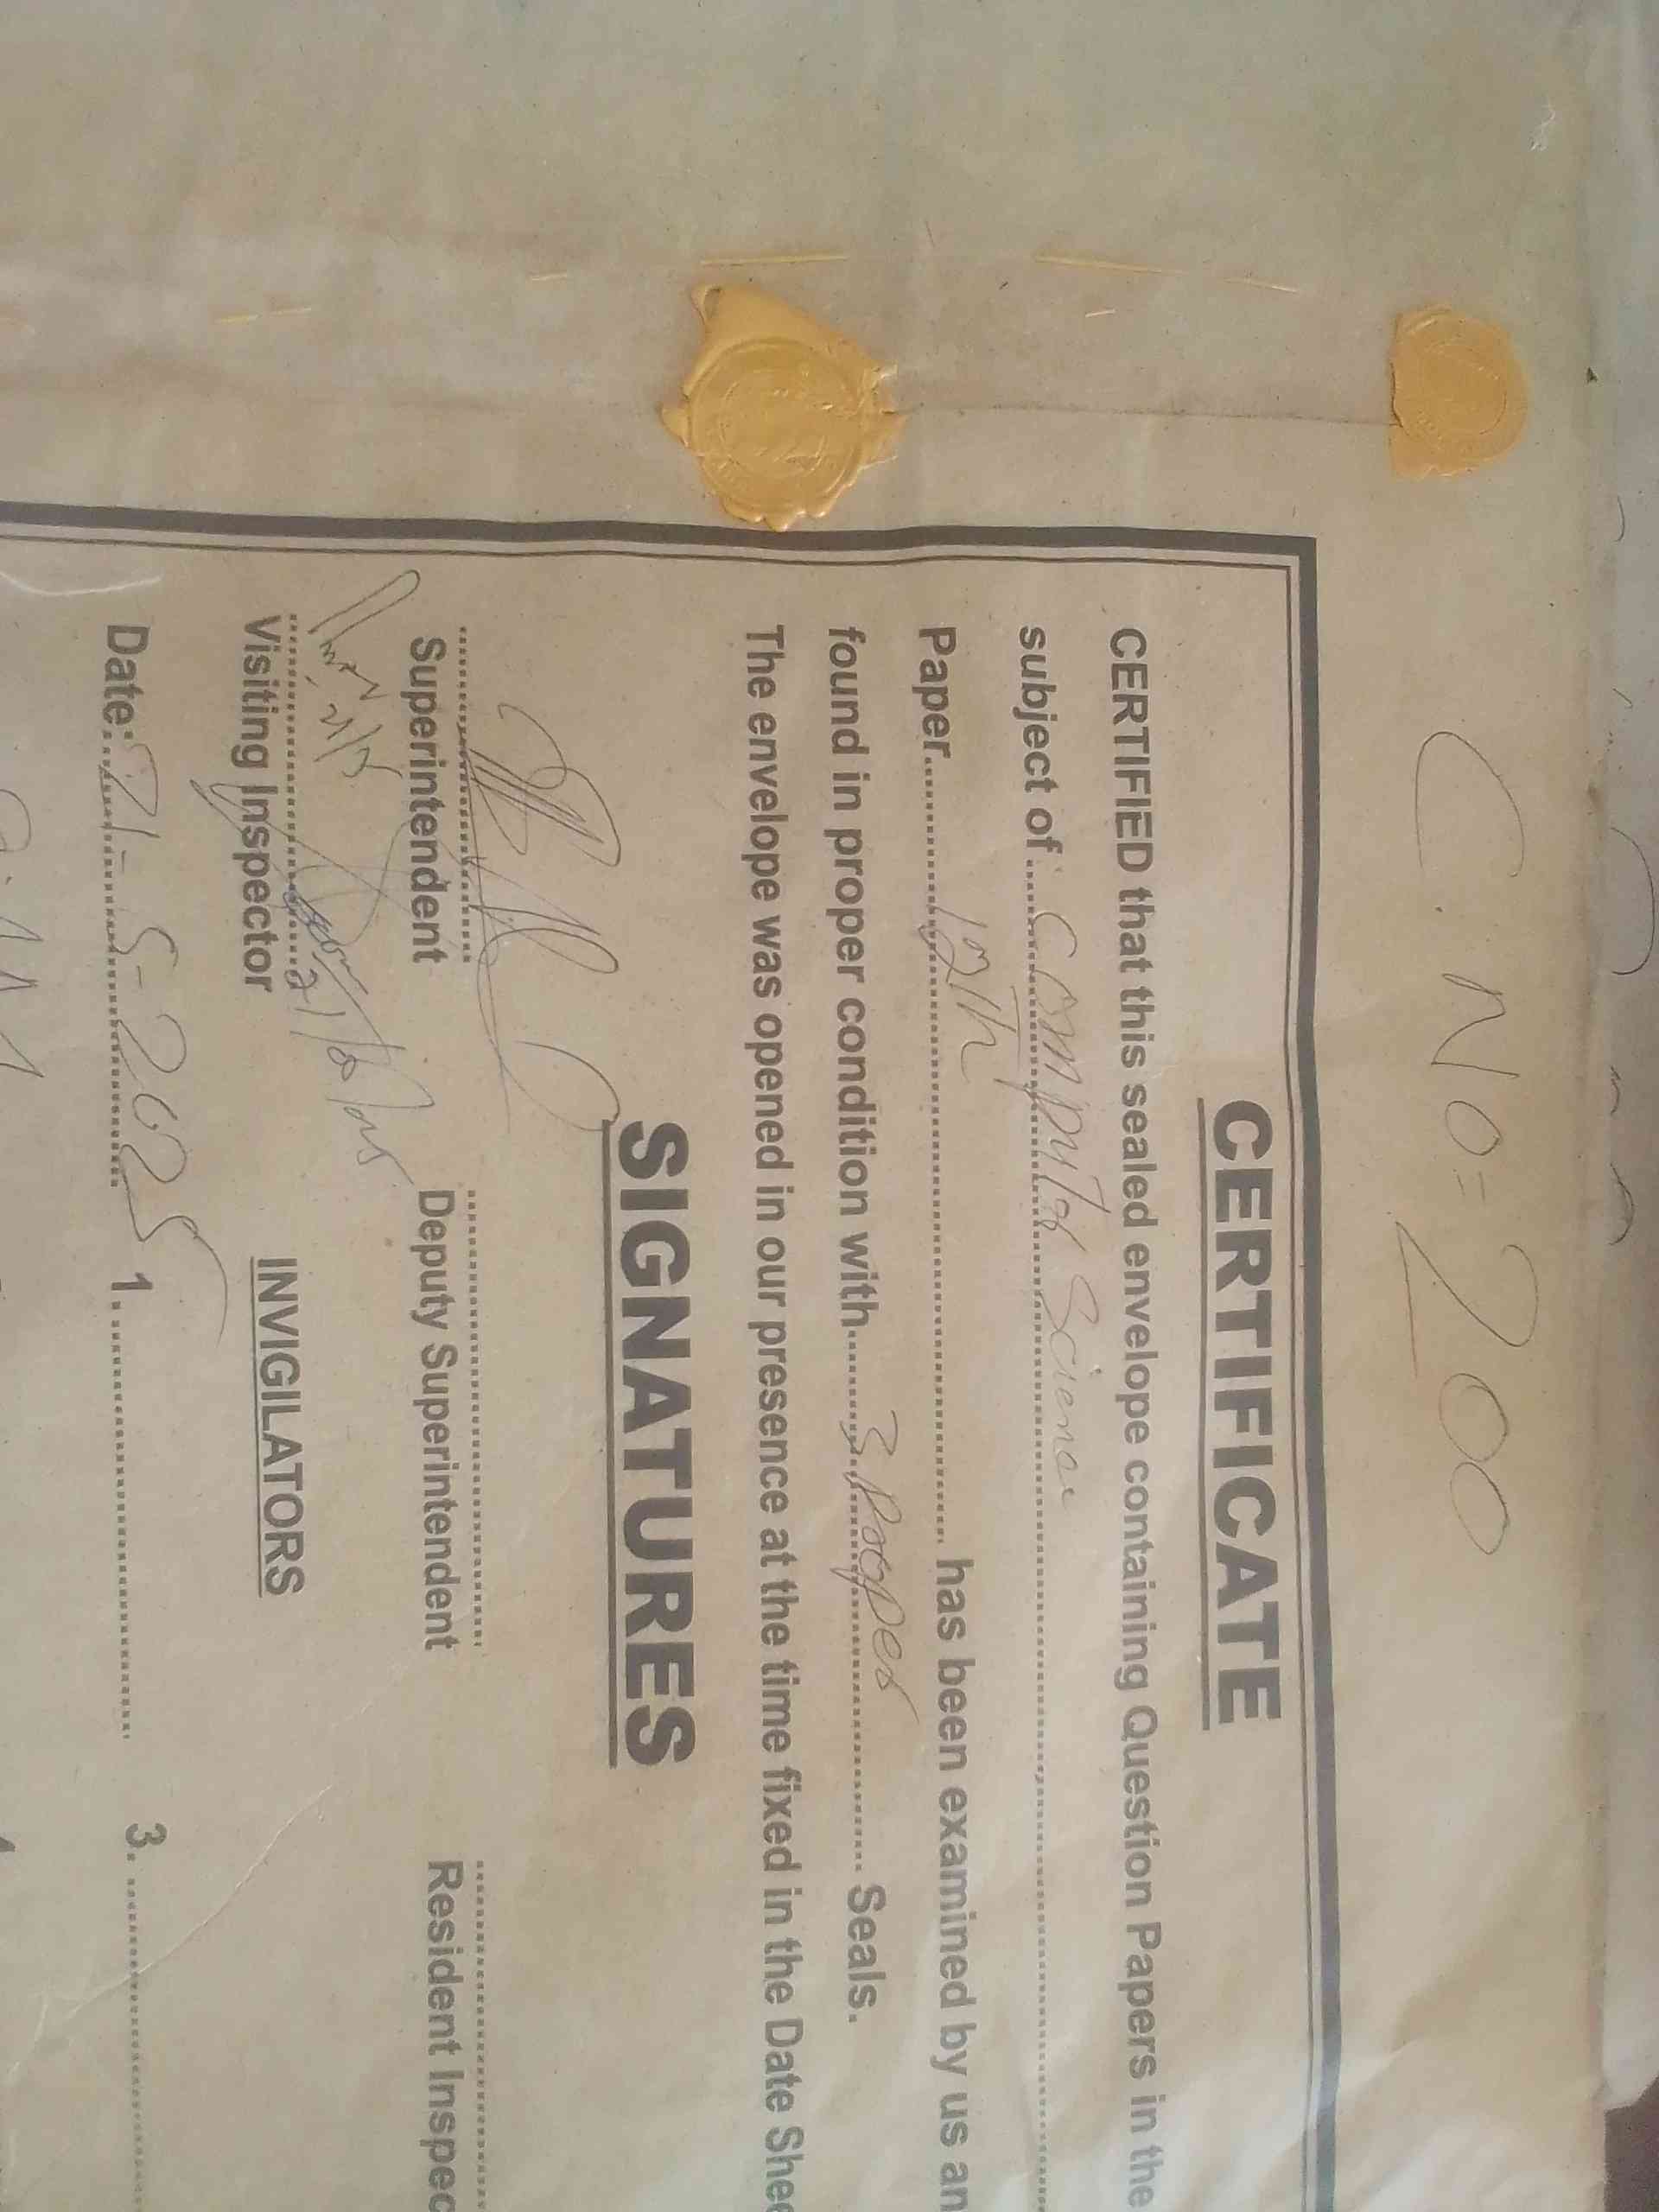 C. No = 200
CERTIFICATE
CERTIFIED that this sealed envelope containing Question Papers in the
subject of Computer Science
Paper 12th has been examined by us an
found in proper condition with 3 Seals.
The envelope was opened in our presence at the time fixed in the Date Shee
SIGNATURES
Superintendent Deputy Superintendent Resident Inspec
Visiting Inspector INVIGILATORS
Date: 21-5-2025 1. 3.